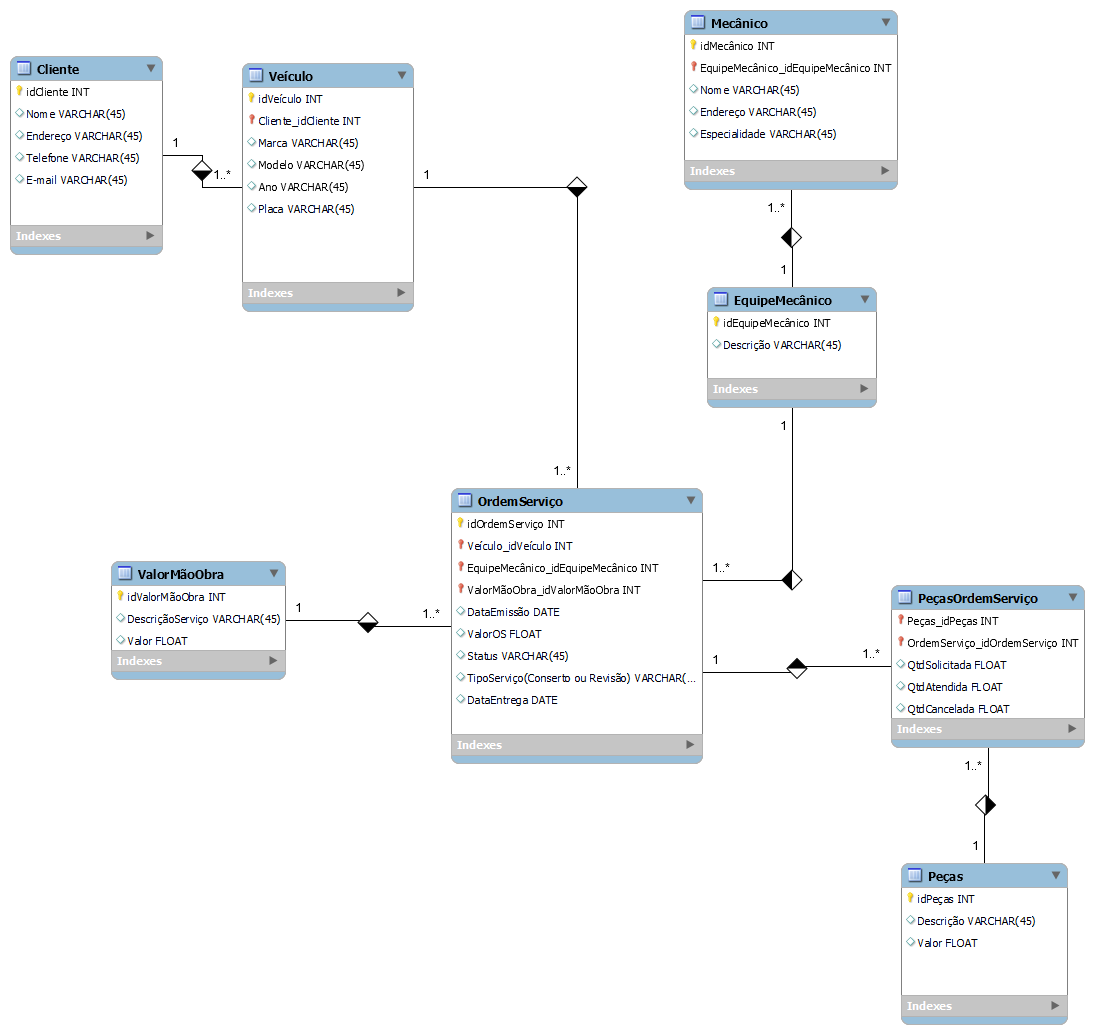 Cliente
idCliente INT
Nome VARCHAR(45)
Endereço VARCHAR(45)
Telefone VARCHAR(45)
E-mail VARCHAR(45)
Indexes
1
1..*
Veículo
idVeículo INT
Cliente_idCliente INT
Marca VARCHAR(45)
Modelo VARCHAR(45)
Ano VARCHAR(45)
Placa VARCHAR(45)
Indexes
1
1..*
Mecânico
idMecânico INT
EquipeMecânico_idEquipeMecânico INT
Nome VARCHAR(45)
Endereço VARCHAR(45)
Especialidade VARCHAR(45)
Indexes
1..*
1
EquipeMecânico
idEquipeMecânico INT
Descrição VARCHAR(45)
Indexes
1
1..*
OrdemServiço
idOrdemServiço INT
Veículo_idVeículo INT
EquipeMecânico_idEquipeMecânico INT
ValorMãoObra_idValorMãoObra INT
DataEmissão DATE
ValorOS FLOAT
Status VARCHAR(45)
TipoServiço(Conserto ou Revisão) VARCHAR(...
DataEntrega DATE
Indexes
ValorMãoObra
idValorMãoObra INT
DescriçãoServiço VARCHAR(45)
Valor FLOAT
Indexes
1
1..*
1
1..*
PeçasOrdemServiço
Peças_idPeças INT
OrdemServiço_idOrdemServiço INT
QtdSolicitada FLOAT
QtdAtendida FLOAT
QtdCancelada FLOAT
Indexes
1..*
1
Peças
idPeças INT
Descrição VARCHAR(45)
Valor FLOAT
Indexes